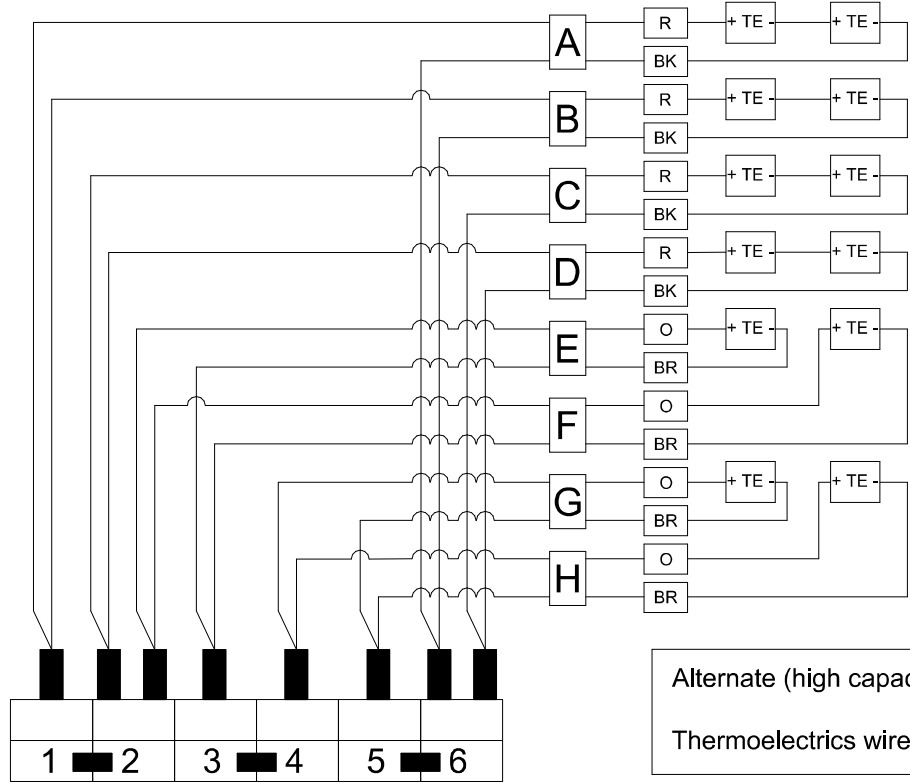 A R + TE - + TE -
BK
B R + TE - + TE -
BK
C R + TE - + TE -
BK
D R + TE - + TE -
BK
E O + TE - + TE -
BR
F O
BR
G O + TE - + TE -
BR
H O
BR
Alternate (high capac
Thermoelectrics wire
1 2 3 4 5 6